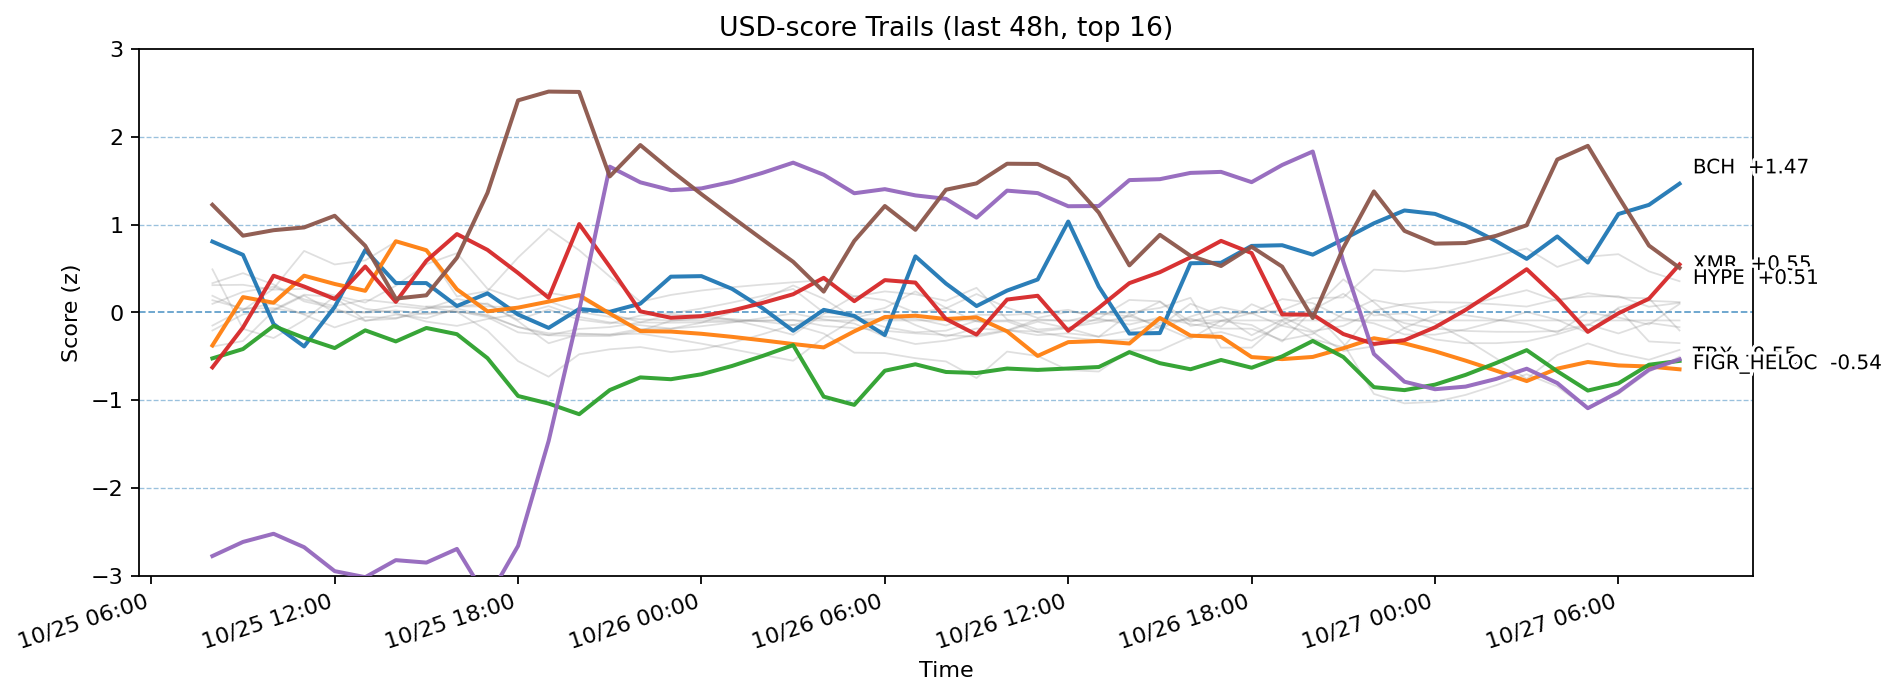 USD-score Trails (last 48h, top 16)
Score (z)
3
2
1
0
−1
−2
−3
BCH +1.47
XMR +0.55
HYPE +0.51
FIGR_HELOC -0.54
10/25 06:00
10/25 12:00
10/25 18:00
10/26 00:00
10/26 06:00
10/26 12:00
10/26 18:00
10/27 00:00
10/27 06:00
Time